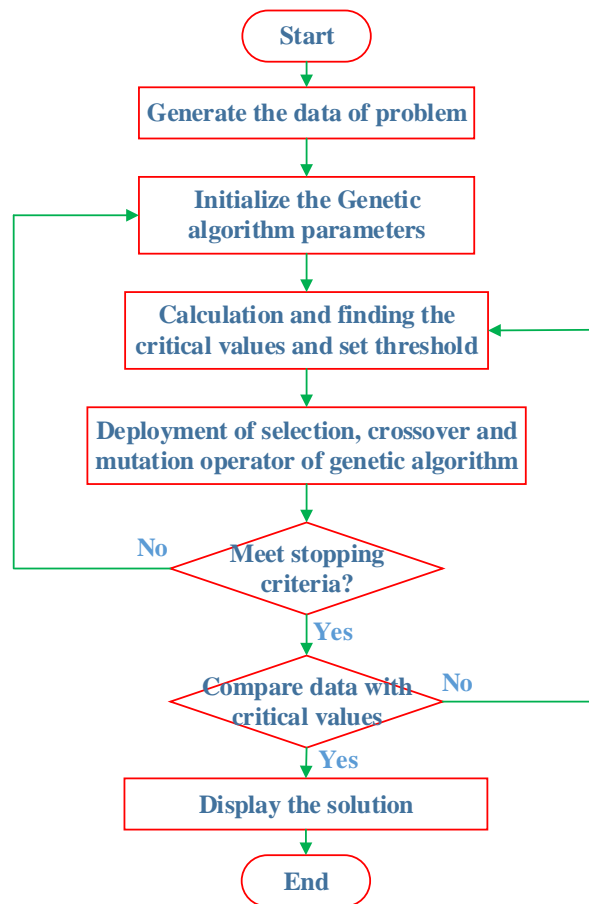 Start
Generate the data of problem
Initialize the Genetic
algorithm parameters
Calculation and finding the
critical values and set threshold
Deployment of selection, crossover and
mutation operator of genetic algorithm
No
Meet stopping
criteria?
Yes
Compare data with
critical values
No
Yes
Display the solution
End